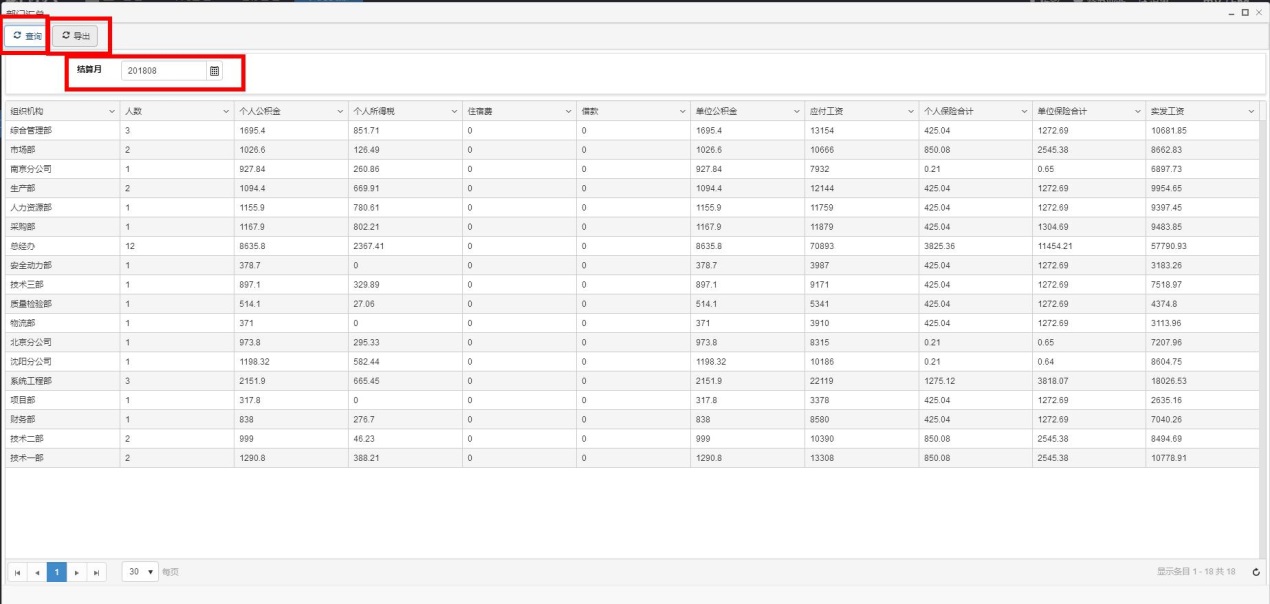 部门汇总
查询 导出
结算月 201808
组织机构 人数 个人公积金 个人所得税 住宿费 借款 单位公积金 应付工资 个人保险合计 单位保险合计 实发工资
综合管理部 3 1695.4 851.71 0 0 1695.4 13154 425.04 1272.69 10681.85
市场部 2 1026.6 126.49 0 0 1026.6 10666 850.08 2545.38 8662.83
南京分公司 1 927.84 260.86 0 0 927.84 7932 0.21 0.65 6897.73
生产部 2 1094.4 669.91 0 0 1094.4 12144 425.04 1272.69 9954.65
人力资源部 1 1155.9 780.61 0 0 1155.9 11759 425.04 1272.69 9397.45
采购部 1 1167.9 802.21 0 0 1167.9 11879 425.04 1304.69 9483.85
总经办 12 8635.8 2367.41 0 0 8635.8 70893 3825.36 11454.21 57790.93
安全动力部 1 378.7 0 0 0 378.7 3987 425.04 1272.69 3183.26
技术三部 1 897.1 329.89 0 0 897.1 9171 425.04 1272.69 7518.97
质量检验部 1 514.1 27.06 0 0 514.1 5341 425.04 1272.69 4374.8
物流部 1 371 0 0 0 371 3910 425.04 1272.69 3113.96
北京分公司 1 973.8 295.33 0 0 973.8 8315 0.21 0.65 7207.96
沈阳分公司 1 1198.32 582.44 0 0 1198.32 10186 0.21 0.64 8604.75
系统工程部 3 2151.9 665.45 0 0 2151.9 22119 1275.12 3818.07 18026.53
项目部 1 317.8 0 0 0 317.8 3378 425.04 1272.69 2635.16
财务部 1 838 276.7 0 0 838 8580 425.04 1272.69 7040.26
技术二部 2 999 46.23 0 0 999 10390 850.08 2545.38 8494.69
技术一部 2 1290.8 388.21 0 0 1290.8 13308 850.08 2545.38 10778.91
1 30 每页 显示条目 1 - 18 共 18